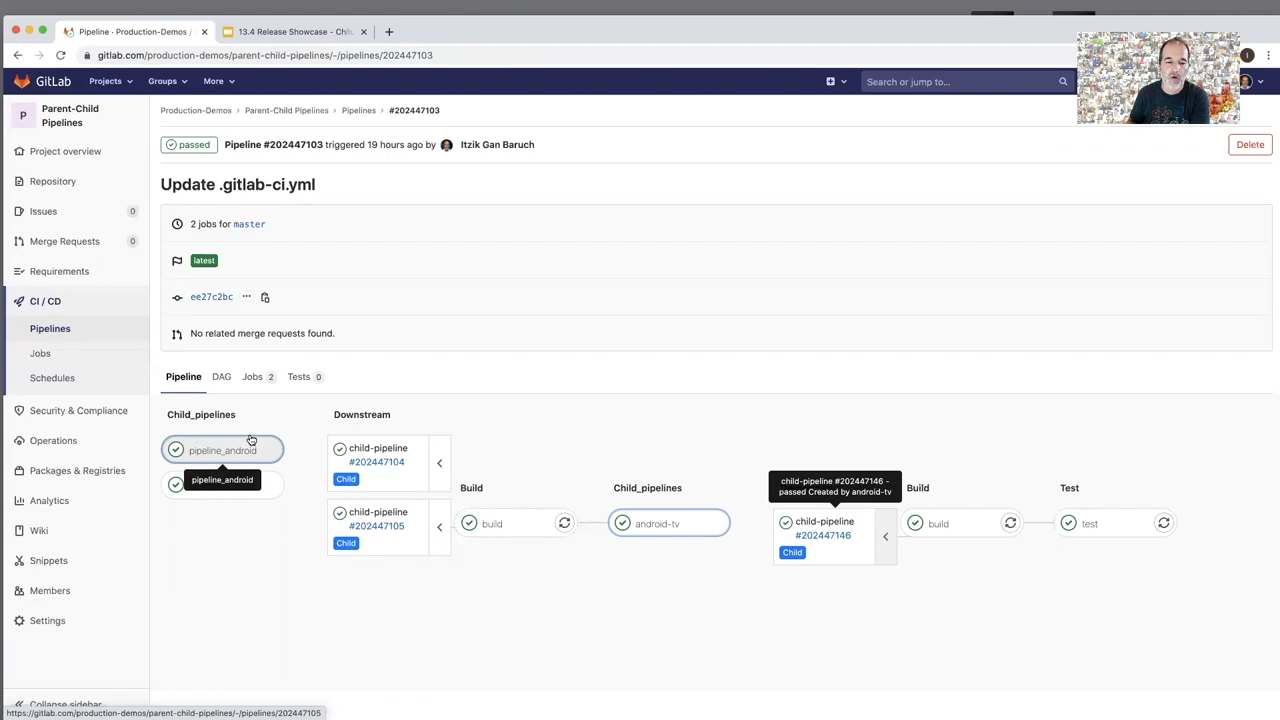 Pipeline · Production-Demos /
13.4 Release Showcase - Chil
gitlab.com/production-demos/parent-child-pipelines/-/pipelines/202447103
GitLab
Projects
Groups
More
Search or jump to...
P
Parent-Child
Pipelines
Project overview
Repository
Issues
0
Merge Requests
0
Requirements
CI / CD
Pipelines
Jobs
Schedules
Security & Compliance
Operations
Packages & Registries
Analytics
Wiki
Snippets
Members
Settings
Collapse sidebar
Production-Demos > Parent-Child Pipelines > Pipelines > #202447103
passed Pipeline #202447103 triggered 19 hours ago by Itzik Gan Baruch
Delete
Update .gitlab-ci.yml
2 jobs for master
latest
ee27c2bc ...
No related merge requests found.
Pipeline DAG Jobs 2 Tests 0
Child_pipelines
pipeline_android
pipeline_android
Downstream
child-pipeline
#202447104
Child
child-pipeline
#202447105
Child
Build
build
Child_pipelines
android-tv
child-pipeline #202447146 -
passed Created by android-tv
child-pipeline
#202447146
Child
Build
build
Test
test
https://gitlab.com/production-demos/parent-child-pipelines/-/pipelines/202447105